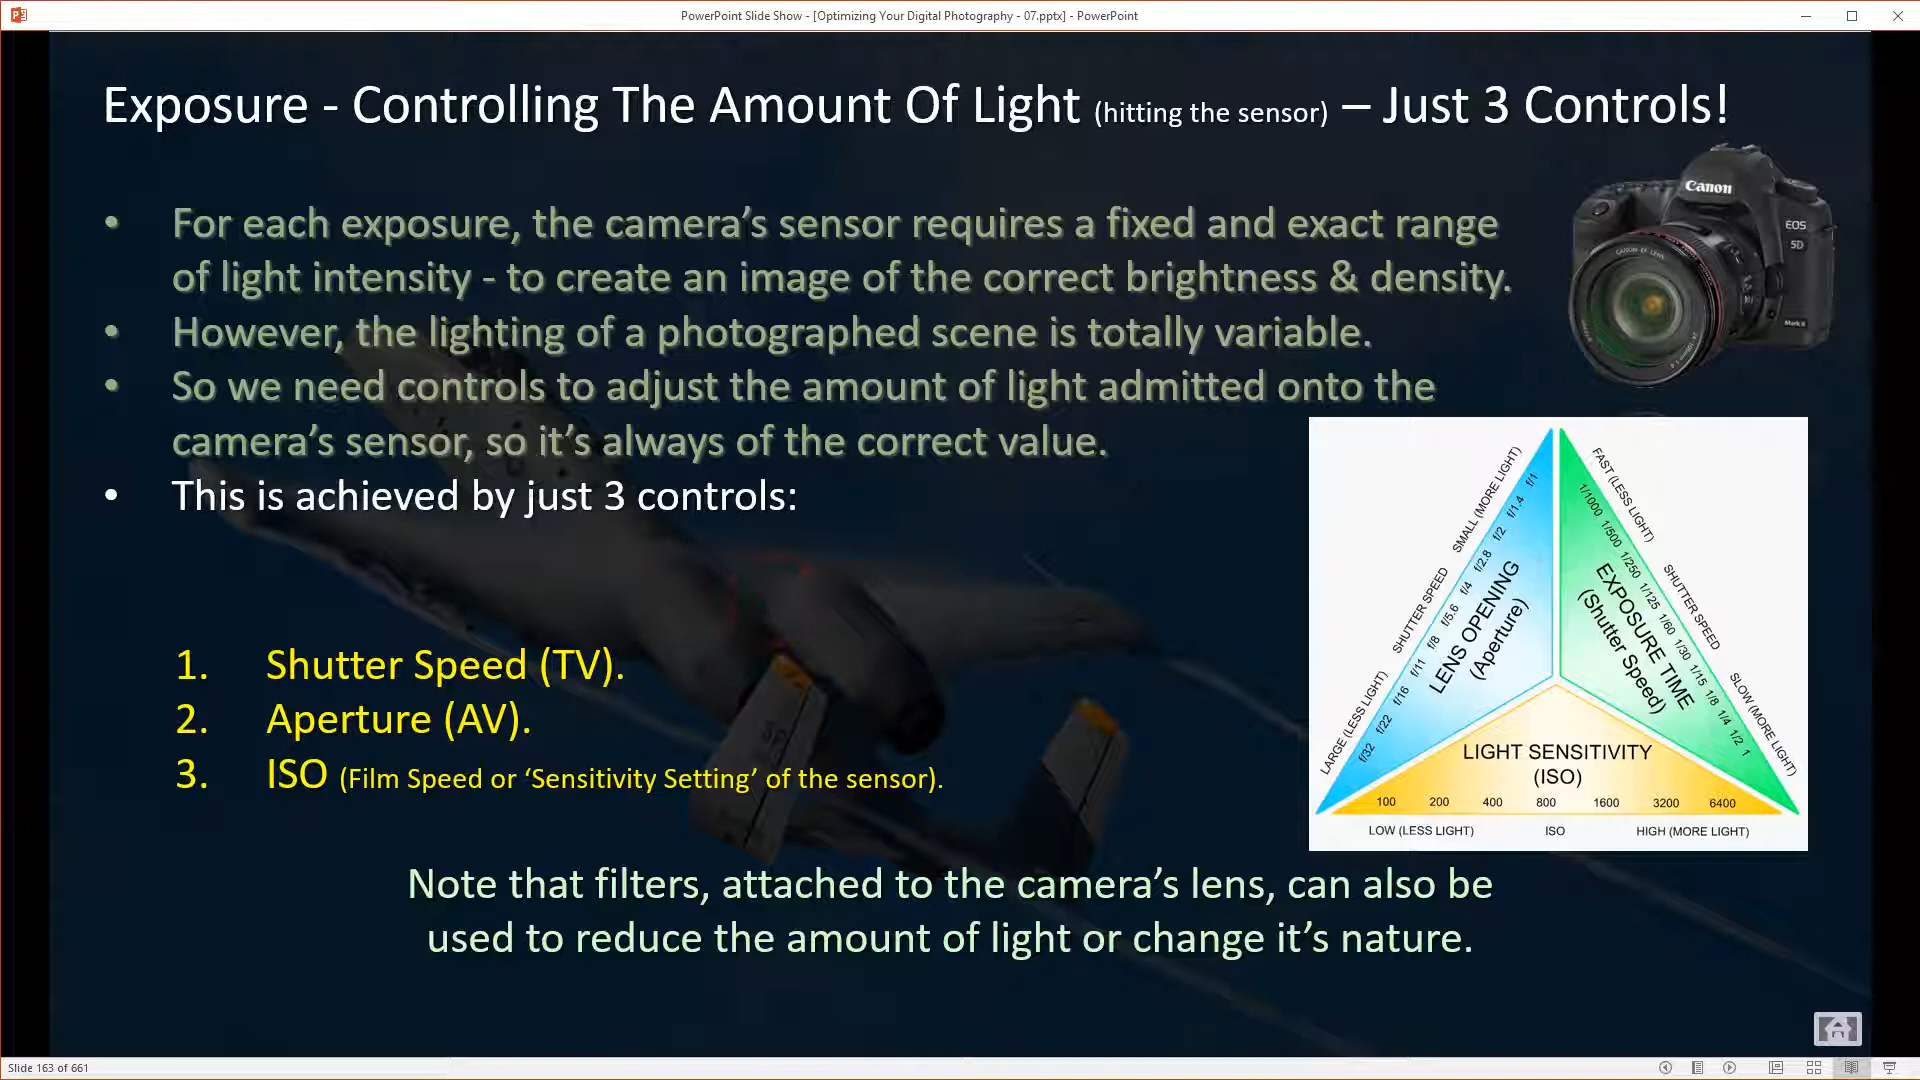 PowerPoint Slide Show - [Optimizing Your Digital Photography - 07.pptx] - PowerPoint
Exposure - Controlling The Amount Of Light (hitting the sensor) – Just 3 Controls!
• For each exposure, the camera’s sensor requires a fixed and exact range
of light intensity - to create an image of the correct brightness & density.
• However, the lighting of a photographed scene is totally variable.
• So we need controls to adjust the amount of light admitted onto the
camera’s sensor, so it’s always of the correct value.
• This is achieved by just 3 controls:
1. Shutter Speed (TV).
2. Aperture (AV).
3. ISO (Film Speed or ‘Sensitivity Setting’ of the sensor).
Canon
EOS
5D
Mark II
CANON EF LENS
LARGE (LESS LIGHT) SHUTTER SPEED SMALL (MORE LIGHT)
f/32 f/22 f/16 f/11 f/8 f/5.6 f/4 f/2.8 f/2 f/1.4 f/1
LENS OPENING
(Aperture)
FAST (LESS LIGHT) SHUTTER SPEED SLOW (MORE LIGHT)
1/1000 1/500 1/250 1/125 1/60 1/30 1/15 1/8 1/4 1/2 1
EXPOSURE TIME
(Shutter Speed)
LIGHT SENSITIVITY
(ISO)
100 200 400 800 1600 3200 6400
LOW (LESS LIGHT) ISO HIGH (MORE LIGHT)
Note that filters, attached to the camera’s lens, can also be
used to reduce the amount of light or change it’s nature.
Slide 163 of 661